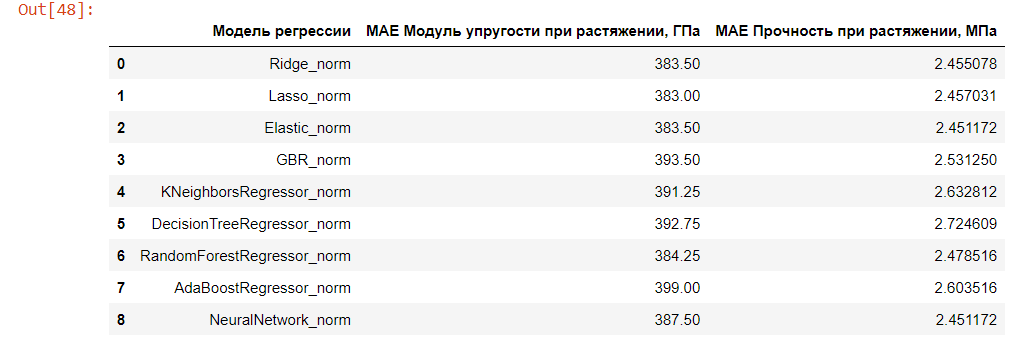 Out[48]:
Модель регрессии MAE Модуль упругости при растяжении, ГПа MAE Прочность при растяжении, МПа
0 Ridge_norm 383.50 2.455078
1 Lasso_norm 383.00 2.457031
2 Elastic_norm 383.50 2.451172
3 GBR_norm 393.50 2.531250
4 KNeighborsRegressor_norm 391.25 2.632812
5 DecisionTreeRegressor_norm 392.75 2.724609
6 RandomForestRegressor_norm 384.25 2.478516
7 AdaBoostRegressor_norm 399.00 2.603516
8 NeuralNetwork_norm 387.50 2.451172